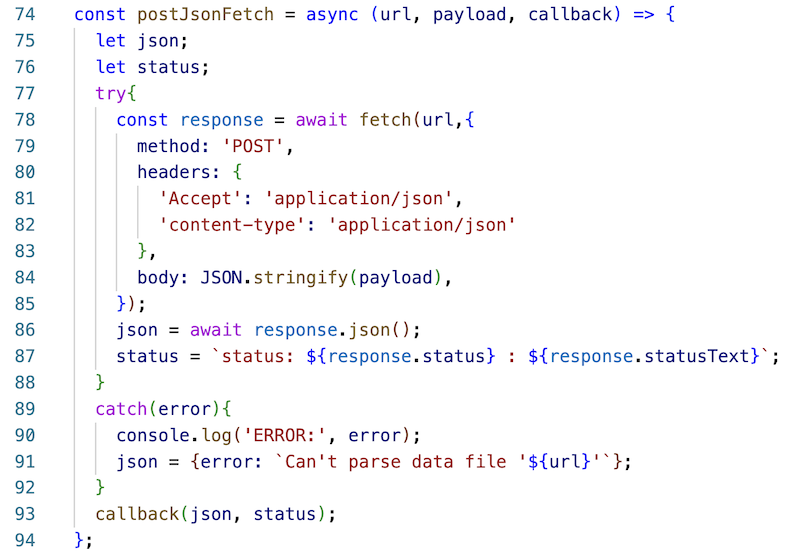 74 const postJsonFetch = async (url, payload, callback) => {
75   let json;
76   let status;
77   try{
78     const response = await fetch(url,{
79       method: 'POST',
80       headers: {
81         'Accept': 'application/json',
82         'content-type': 'application/json'
83       },
84       body: JSON.stringify(payload),
85     });
86     json = await response.json();
87     status = `status: ${response.status} : ${response.statusText}`;
88   }
89   catch(error){
90     console.log('ERROR:', error);
91     json = {error: `Can't parse data file '${url}'`};
92   }
93   callback(json, status);
94 };